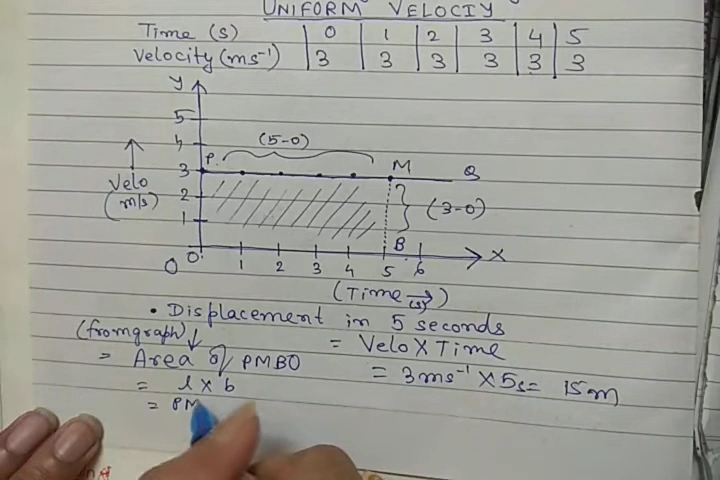 UNIFORM VELOCIY
Time (s) 0 1 2 3 4 5
Velocity (ms⁻¹) 3 3 3 3 3 3
Y
5
4
3
2
1
O
0
P.
(5-0)
M
Q
(3-0)
B
X
Velo
(m/s)
1 2 3 4 5 6
(Time (s))
• Displacement in 5 seconds
(from graph)
= Velo X Time
= Area of PMBO
= 3ms⁻¹ X 5s = 15m
= l x b
= PM